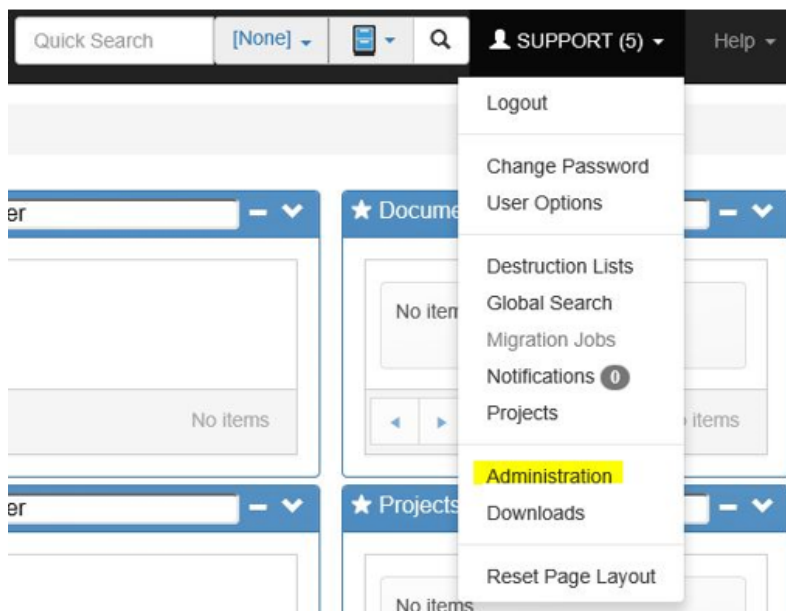 Quick Search [None] SUPPORT (5) Help
Logout
Change Password
User Options
Destruction Lists
Global Search
Migration Jobs
Notifications 0
Projects
Administration
Downloads
Reset Page Layout
er
No items
er
Docume
No item
items
Projects
No items